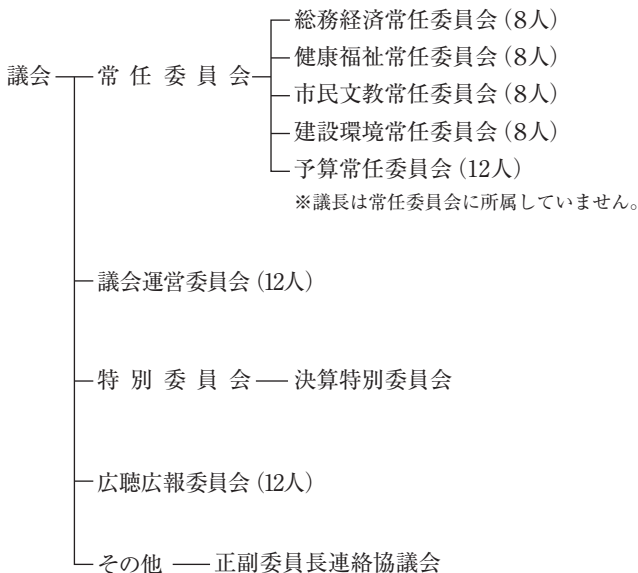 総務経済常任委員会（8人）
健康福祉常任委員会（8人）
議会 常任委員会
市民文教常任委員会（8人）
建設環境常任委員会（8人）
予算常任委員会（12人）
※議長は常任委員会に所属していません。
議会運営委員会（12人）
特別委員会 決算特別委員会
広聴広報委員会（12人）
その他 正副委員長連絡協議会